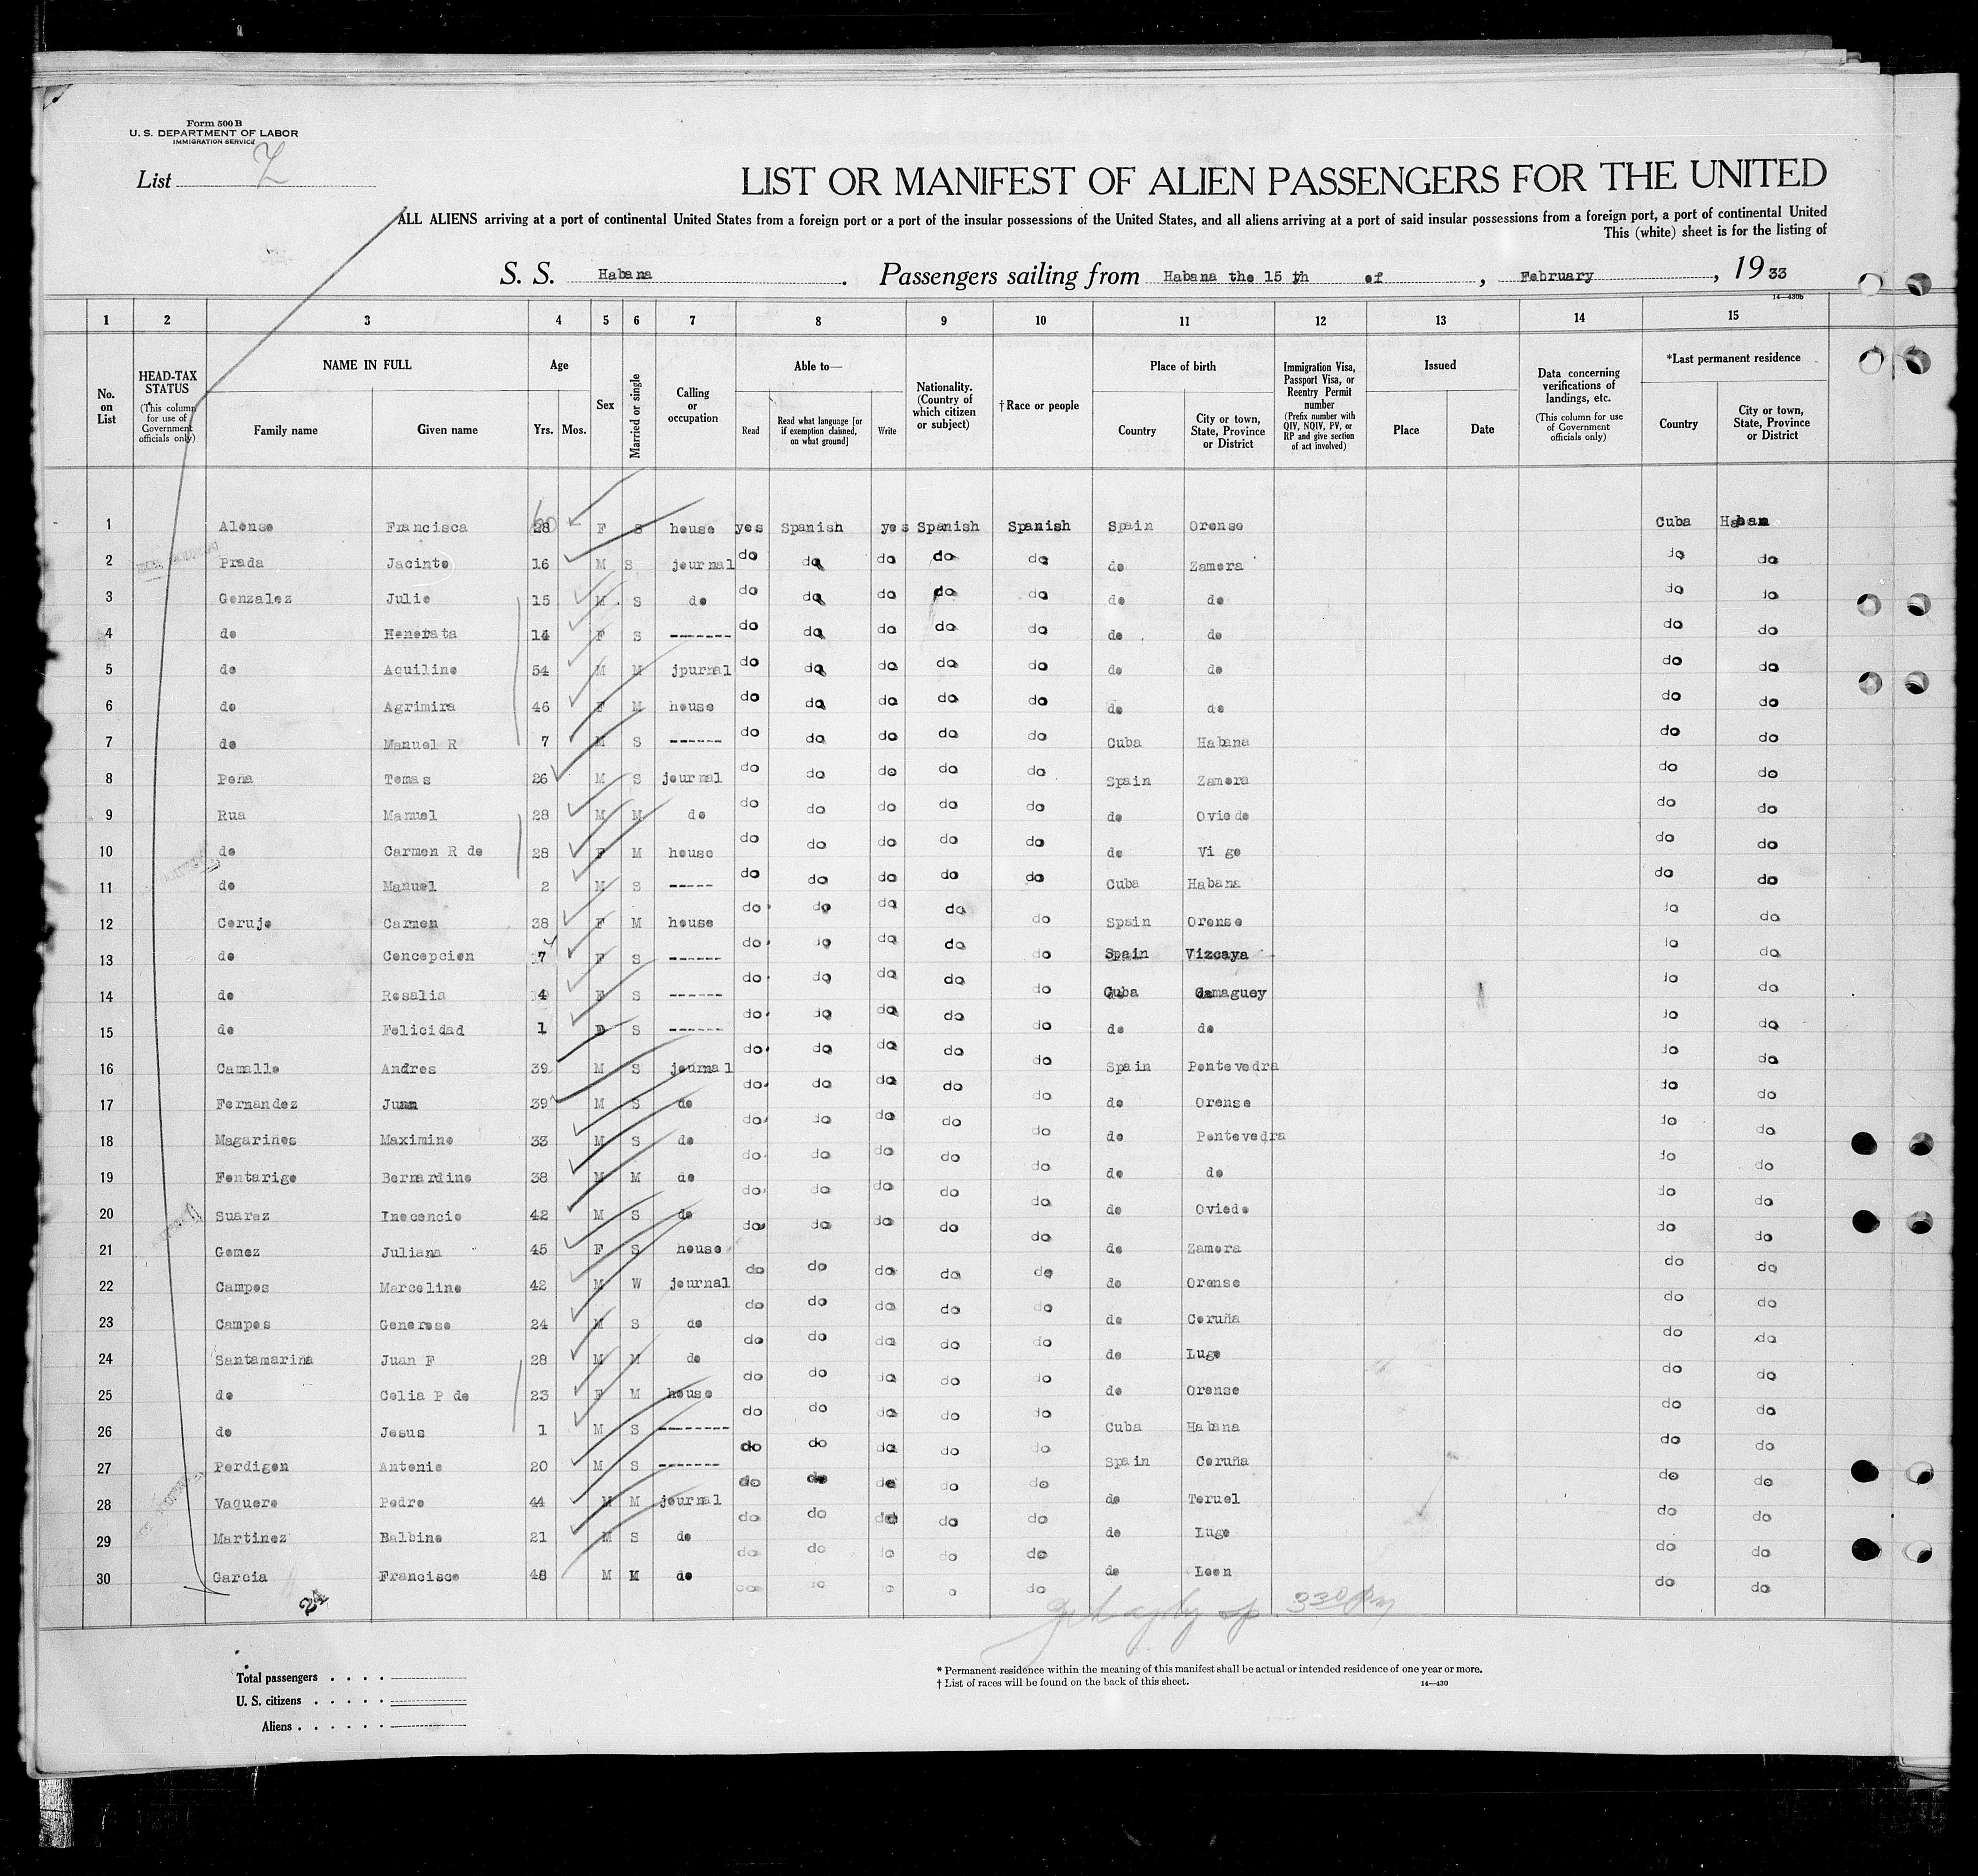 Form 500 B
U. S. DEPARTMENT OF LABOR
IMMIGRATION SERVICE
List
LIST OR MANIFEST OF ALIEN PASSENGERS FOR THE UNITED
ALL ALIENS arriving at a port of continental United States from a foreign port or a port of the insular possessions of the United States, and all aliens arriving at a port of said insular possessions from a foreign port, a port of continental United
This (white) sheet is for the listing of
S. S. Habana. Passengers sailing from Habana the 15 th of, February, 19 33
14—430b
1 2 3 4 5 6 7 8 9 10 11 12 13 14 15
No. on List
HEAD-TAX STATUS (This column for use of Government officials only)
NAME IN FULL Family name Given name
Age Yrs. Mos.
Sex
Married or single
Calling or occupation
Able to— Read Read what language [or if exemption claimed, on what ground] Write
Nationality. (Country of which citizen or subject)
†Race or people
Place of birth Country City or town, State, Province or District
Immigration Visa, Passport Visa, or Reentry Permit number (Prefix number with QIV, NQIV, PV, or RP and give section of act involved)
Issued Place Date
Data concerning verifications of landings, etc. (This column for use of Government officials only)
*Last permanent residence Country City or town, State, Province or District
1 Alonso Francisca 28 F S house yes Spanish yes Spanish Spanish Spain Orense Cuba Habana
2 Prada Jacinto 16 M S journal do do do do do do Zamora do do
3 Gonzalez Julio 15 M S do do do do do do do do do do
4 do Honorata 14 F S ------- do do do do do do do do do
5 do Aquilino 54 M M jpurnal do do do do do do do do do
6 do Agrimira 46 F M house do do do do do do do do do
7 do Manuel R 7 M S ------ do do do do do Cuba Habana do do
8 Pena Tomas 26 M S journal do do do do do Spain Zamora do do
9 Rua Manuel 28 M M do do do do do do do Oviedo do do
10 do Carmen R de 28 F M house do do do do do do Vi go do do
11 do Manuel 2 M S ----- do do do do do Cuba Habana do do
12 Coruje Carmen 38 F M house do do do do do Spain Orense do do
13 do Concepcion 7 F S ------ do do do do do Spain Vizcaya do do
14 do Rosalia 4 F S ------ do do do do do Cuba Camaguey do do
15 do Felicidad 1 S ------ do do do do do do do do do
16 Camallo Andres 39 M S journal do do do do do Spain Pontevedra do do
17 Fernandez Juan 39 M S do do do do do do do Orense do do
18 Magariños Maximino 33 M S do do do do do do do Pontevedra do do
19 Fontarigo Bernardino 38 M M do do do do do do do do do do
20 Suarez Inocencio 42 M S do do do do do do do Oviedo do do
21 Gomez Juliana 45 F S house do do do do do do Zamora do do
22 Campos Marcelino 42 M W journal do do do do do do Orense do do
23 Campos Generoso 24 M S do do do do do do do Coruña do do
24 Santamarina Juan F 28 M M do do do do do do do Lugo do do
25 do Celia P de 23 F M house do do do do do do Orense do do
26 do Jesus 1 M S -------- do do do do do Cuba Habana do do
27 Perdigon Antonio 20 M S ------- do do do do do Spain Coruña do do
28 Vaquero Pedro 44 M M journal do do do do do do Teruel do do
29 Martinez Balbino 21 M S do do do do do do do Lugo do do
30 Garcia Francisco 48 M M do do do Leon do do
24
3 30 PM
Total passengers . . . .
U. S. citizens . . . . .
Aliens . . . . . .
* Permanent residence within the meaning of this manifest shall be actual or intended residence of one year or more.
† List of races will be found on the back of this sheet. 14—430